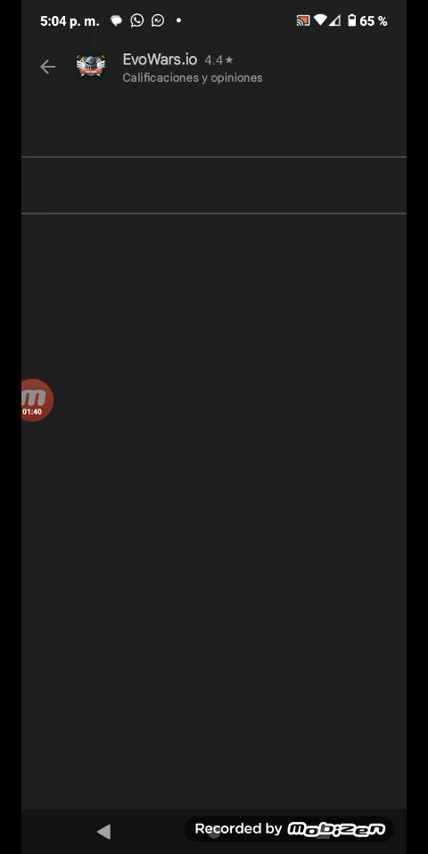 5:04 p. m. 65 %
EvoWars.io 4.4★
Calificaciones y opiniones
m
01:40
Recorded by mobizen